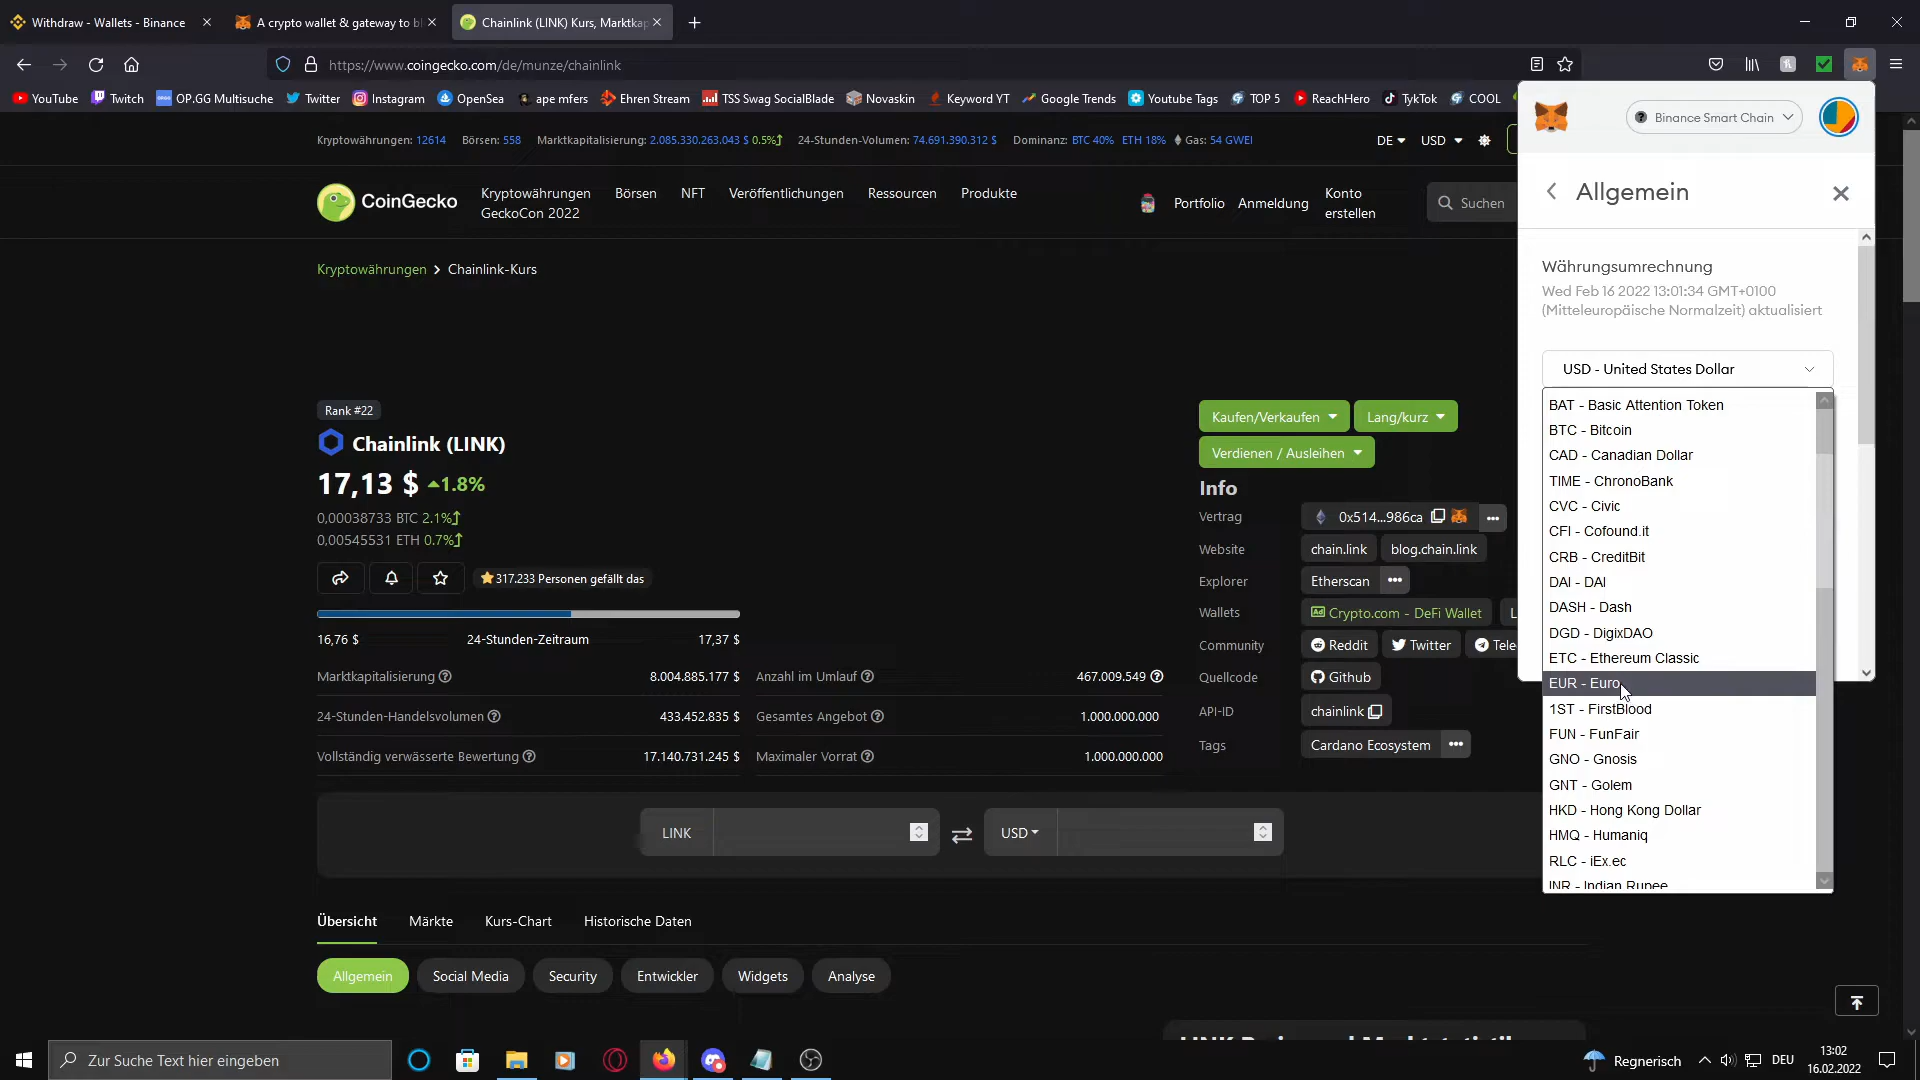 Withdraw - Wallets - Binance
A crypto wallet & gateway to bl
Chainlink (LINK) Kurs, Marktkap
https://www.coingecko.com/de/munze/chainlink
YouTube
Twitch
OP.GG Multisuche
Twitter
Instagram
OpenSea
ape mfers
Ehren Stream
TSS Swag SocialBlade
Novaskin
Keyword YT
Google Trends
Youtube Tags
TOP 5
ReachHero
TykTok
COOL
Kryptowährungen: 12614
Börsen: 558
Marktkapitalisierung: 2.085.330.263.043 $ 0.5%
24-Stunden-Volumen: 74.691.390.312 $
Dominanz: BTC 40% ETH 18%
Gas: 54 GWEI
DE
USD
CoinGecko
Kryptowährungen
Börsen
NFT
Veröffentlichungen
Ressourcen
Produkte
GeckoCon 2022
Portfolio
Anmeldung
Konto
erstellen
Suchen
Kryptowährungen
Chainlink-Kurs
Rank #22
Chainlink (LINK)
17,13 $ 1.8%
0,00038733 BTC 2.1%
0,00545531 ETH 0.7%
317.233 Personen gefällt das
16,76 $
24-Stunden-Zeitraum
17,37 $
Marktkapitalisierung
8.004.885.177 $
Anzahl im Umlauf
467.009.549
24-Stunden-Handelsvolumen
433.452.835 $
Gesamtes Angebot
1.000.000.000
Vollständig verwässerte Bewertung
17.140.731.245 $
Maximaler Vorrat
1.000.000.000
Kaufen/Verkaufen
Lang/kurz
Verdienen / Ausleihen
Info
Vertrag
0x514...986ca
Website
chain.link
blog.chain.link
Explorer
Etherscan
Wallets
Ad
Crypto.com - DeFi Wallet
L
Community
Reddit
Twitter
Tele
Quellcode
Github
API-ID
chainlink
Tags
Cardano Ecosystem
LINK
USD
Übersicht
Märkte
Kurs-Chart
Historische Daten
Allgemein
Social Media
Security
Entwickler
Widgets
Analyse
Binance Smart Chain
Allgemein
Währungsumrechnung
Wed Feb 16 2022 13:01:34 GMT+0100
(Mitteleuropäische Normalzeit) aktualisiert
USD - United States Dollar
BAT - Basic Attention Token
BTC - Bitcoin
CAD - Canadian Dollar
TIME - ChronoBank
CVC - Civic
CFI - Cofound.it
CRB - CreditBit
DAI - DAI
DASH - Dash
DGD - DigixDAO
ETC - Ethereum Classic
EUR - Euro
1ST - FirstBlood
FUN - FunFair
GNO - Gnosis
GNT - Golem
HKD - Hong Kong Dollar
HMQ - Humaniq
RLC - iEx.ec
INR - Indian Rupee
Zur Suche Text hier eingeben
Regnerisch
DEU
13:02
16.02.2022